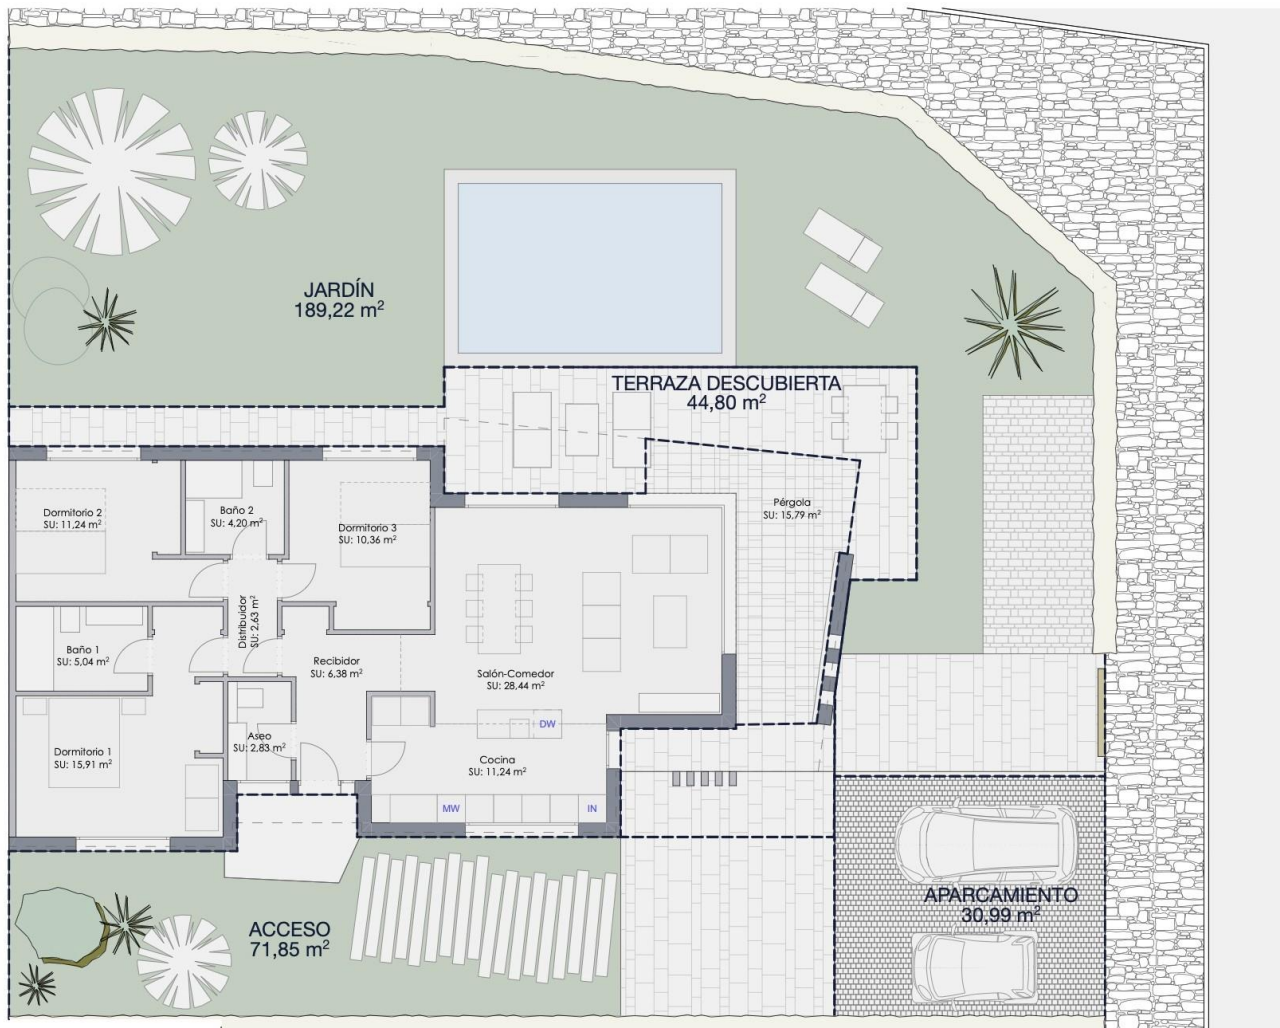 JARDÍN
189,22 m²
TERRAZA DESCUBIERTA
44,80 m²
Pérgola
SU: 15,79 m²
Dormitorio 2
SU: 11,24 m²
Baño 2
SU: 4,20 m²
Dormitorio 3
SU: 10,36 m²
Distribuidor
SU: 2,63 m²
Baño 1
SU: 5,04 m²
Recibidor
SU: 6,38 m²
Salón-Comedor
SU: 28,44 m²
DW
Aseo
SU: 2,83 m²
Dormitorio 1
SU: 15,91 m²
Cocina
SU: 11,24 m²
MW
IN
APARCAMIENTO
30,99 m²
ACCESO
71,85 m²